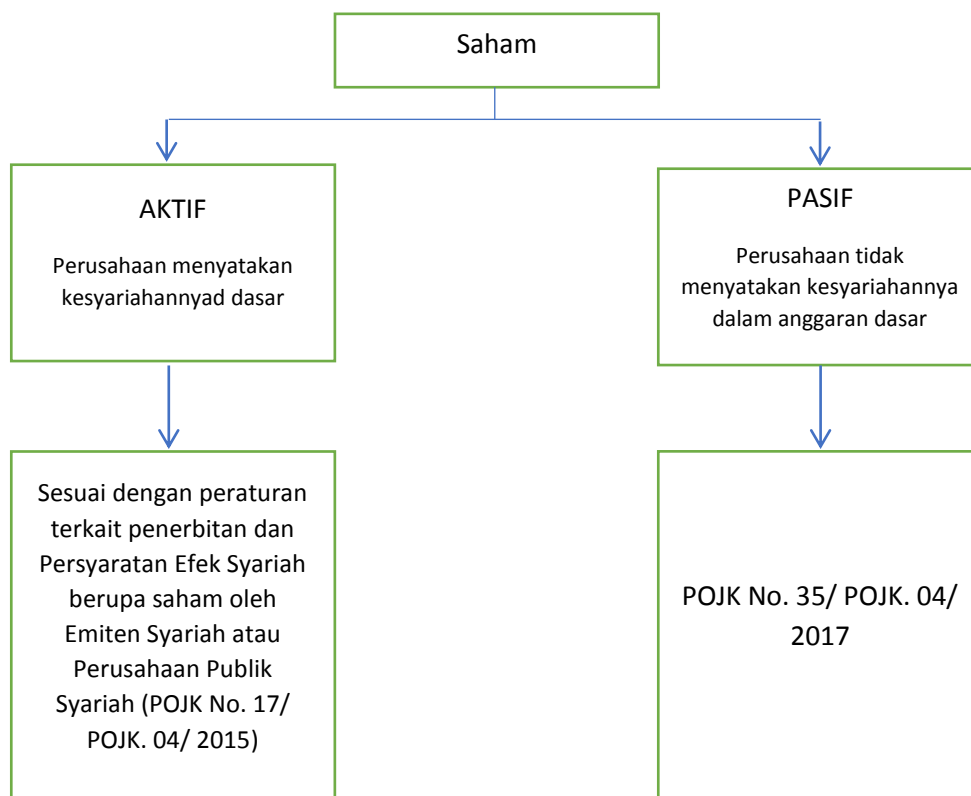 Saham
AKTIF
Perusahaan menyatakan
kesyariahannyad dasar
PASIF
Perusahaan tidak
menyatakan kesyariahannya
dalam anggaran dasar
Sesuai dengan peraturan
terkait penerbitan dan
Persyaratan Efek Syariah
berupa saham oleh
Emiten Syariah atau
Perusahaan Publik
Syariah (POJK No. 17/
POJK. 04/ 2015)
POJK No. 35/ POJK. 04/
2017